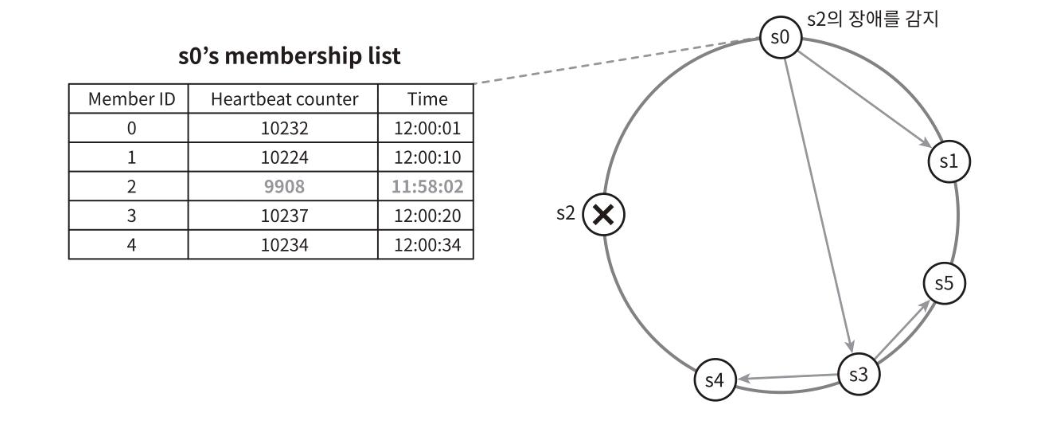 s2의 장애를 감지
s0
s0's membership list
Member ID Heartbeat counter Time
0 10232 12:00:01
1 10224 12:00:10
2 9908 11:58:02
3 10237 12:00:20
4 10234 12:00:34
s1
s2
s5
s3
s4